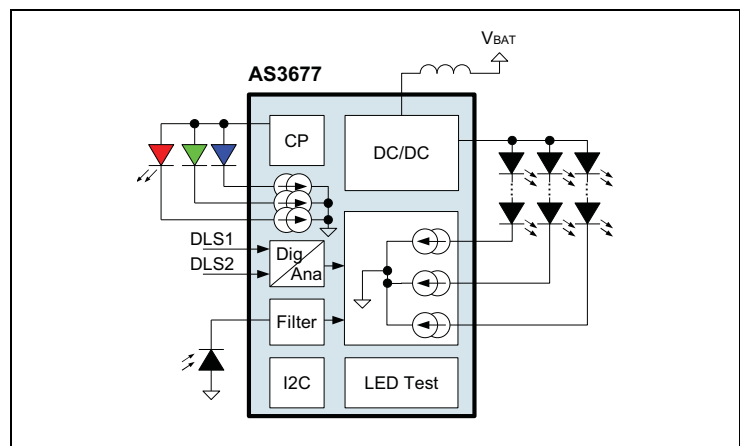 VBAT
AS3677
CP
DC/DC
DLS1
DLS2
Dig
Ana
Filter
I2C
LED Test